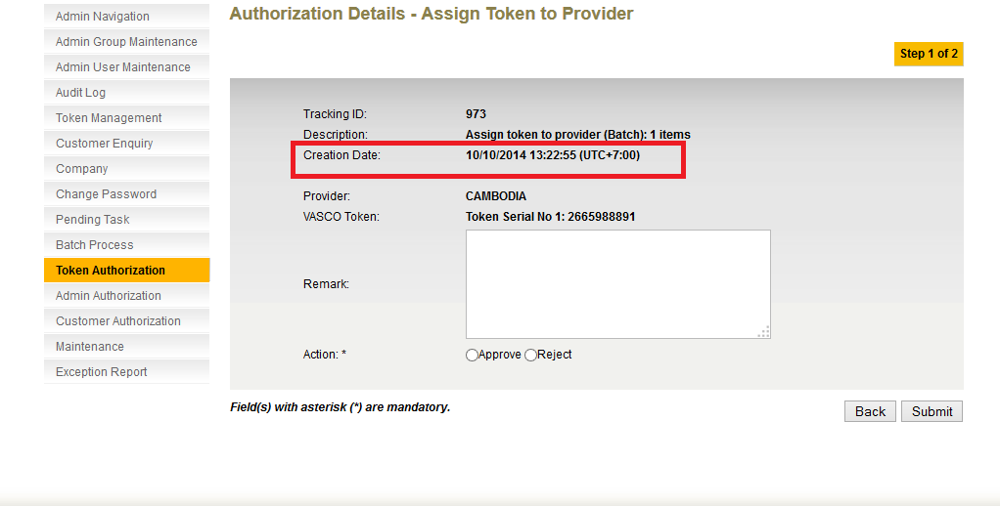 Admin Navigation
Admin Group Maintenance
Admin User Maintenance
Audit Log
Token Management
Customer Enquiry
Company
Change Password
Pending Task
Batch Process
Token Authorization
Admin Authorization
Customer Authorization
Maintenance
Exception Report
Authorization Details - Assign Token to Provider
Step 1 of 2
Tracking ID: 973
Description: Assign token to provider (Batch): 1 items
Creation Date: 10/10/2014 13:22:55 (UTC+7:00)
Provider: CAMBODIA
VASCO Token: Token Serial No 1: 2665988891
Remark:
Action: * Approve Reject
Field(s) with asterisk (*) are mandatory.
Back Submit